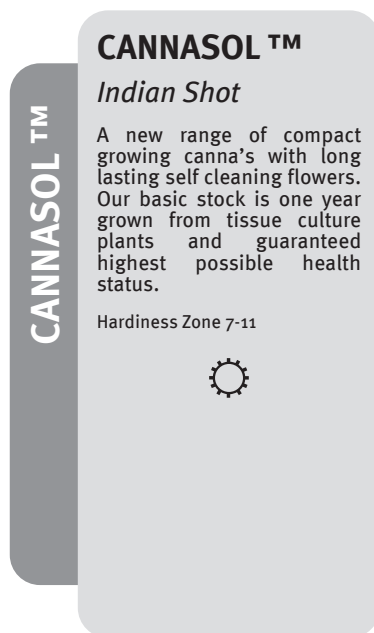 CANNASOL ™
CANNASOL ™
Indian Shot
A new range of compact
growing canna's with long
lasting self cleaning flowers.
Our basic stock is one year
grown from tissue culture
plants and guaranteed
highest possible health
status.
Hardiness Zone 7-11